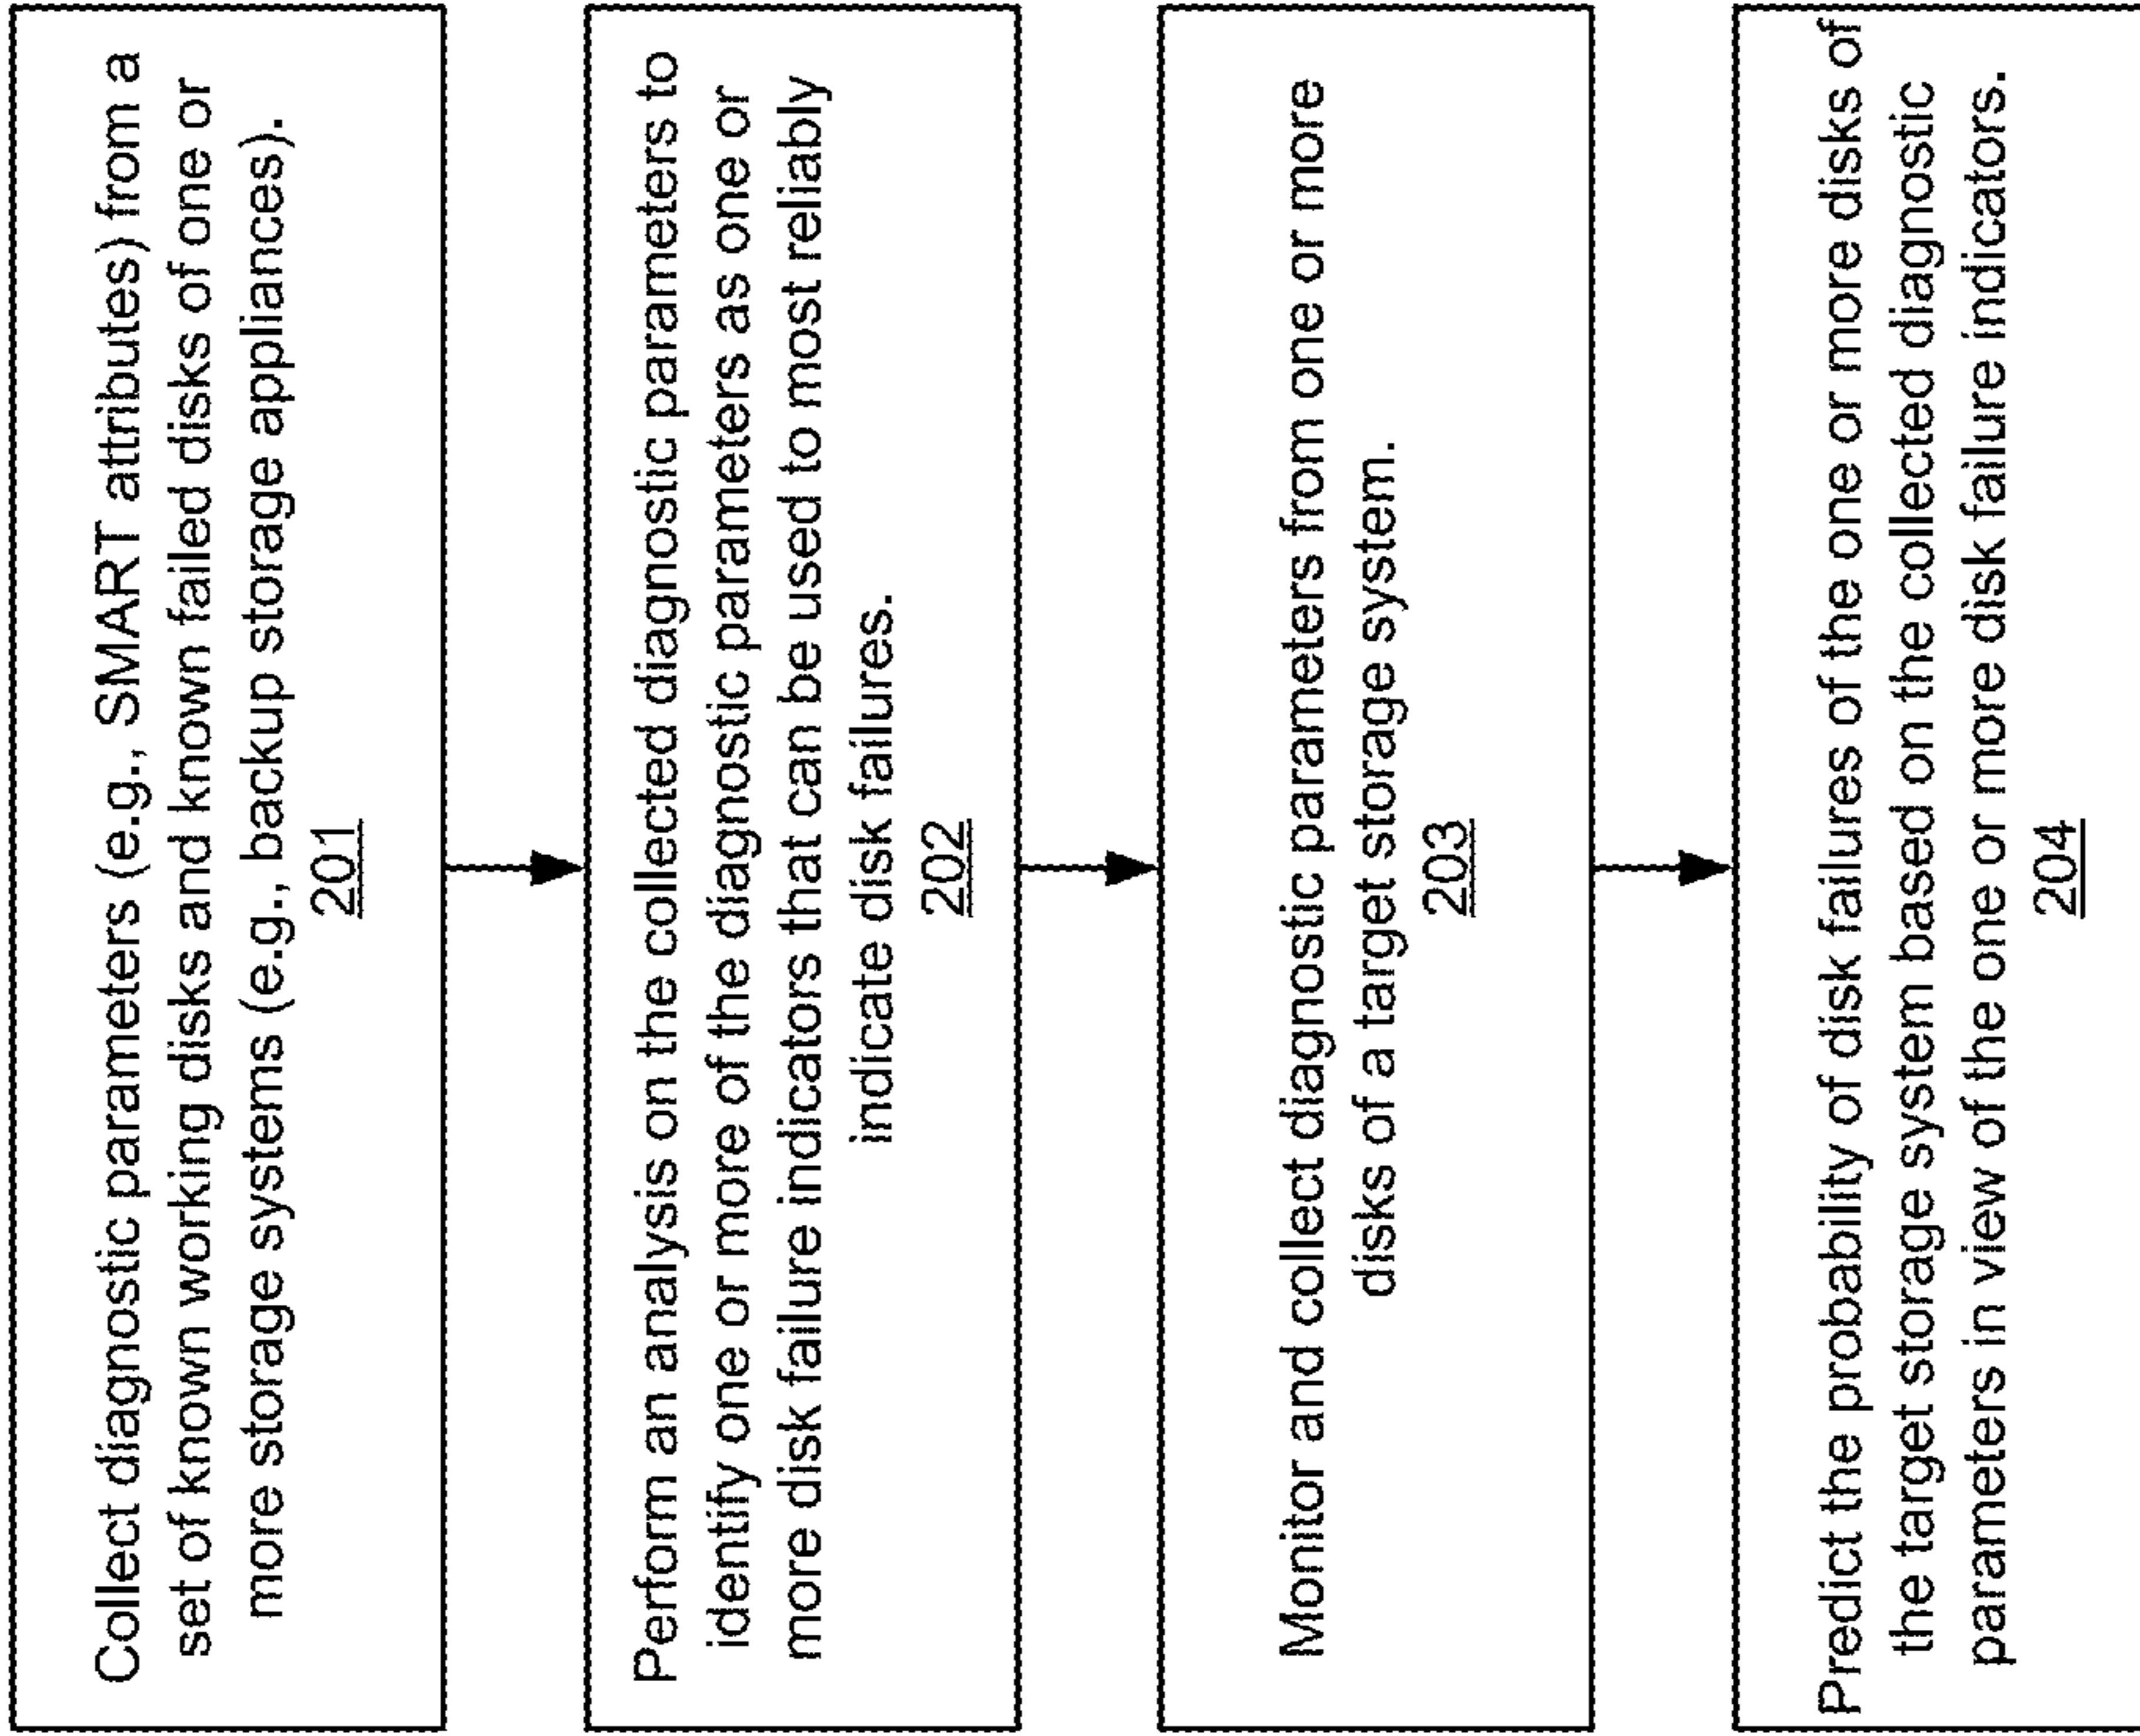 Collect diagnostic parameters (e.g., SMART attributes) from a
set of known working disks and known failed disks of one or
more storage systems (e.g., backup storage appliances).
201
Perform an analysis on the collected diagnostic parameters to
identify one or more of the diagnostic parameters as one or
more disk failure indicators that can be used to most reliably
indicate disk failures.
202
Monitor and collect diagnostic parameters from one or more
disks of a target storage system.
203
Predict the probability of disk failures of the one or more disks of
the target storage system based on the collected diagnostic
parameters in view of the one or more disk failure indicators.
204